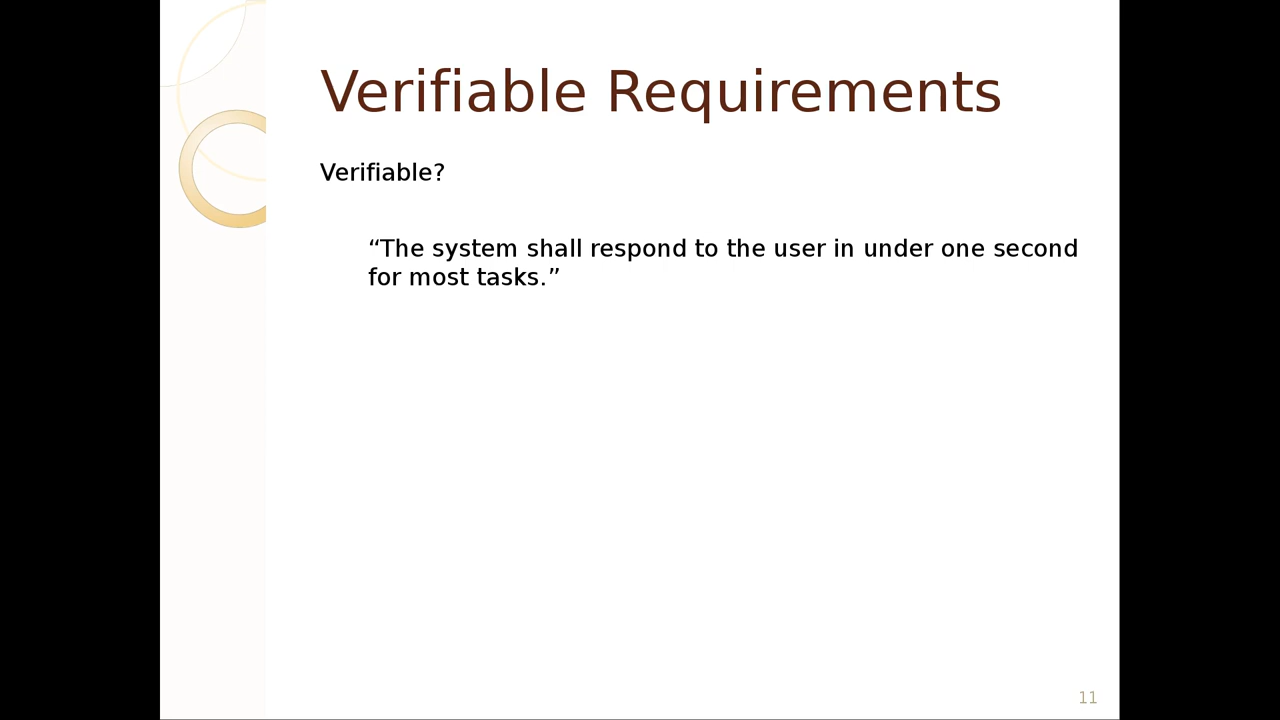 Verifiable Requirements
Verifiable?
“The system shall respond to the user in under one second
for most tasks.”
11